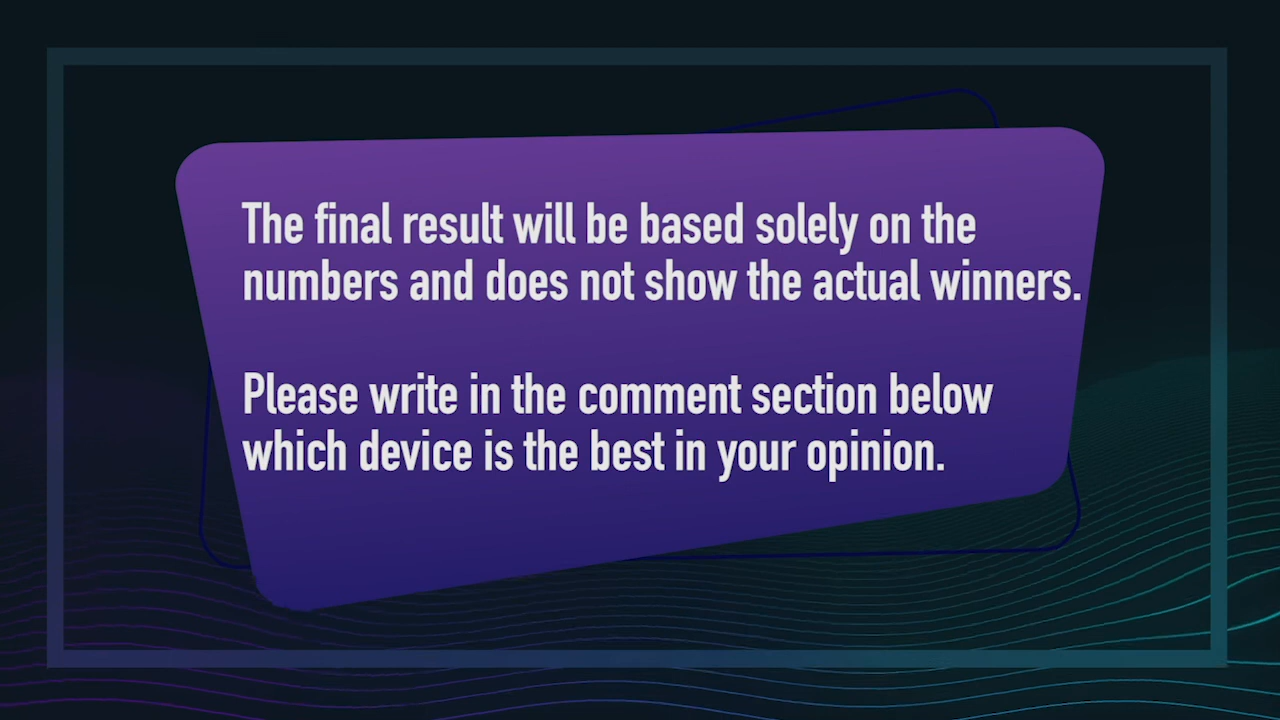 The final result will be based solely on the
numbers and does not show the actual winners.
Please write in the comment section below
which device is the best in your opinion.